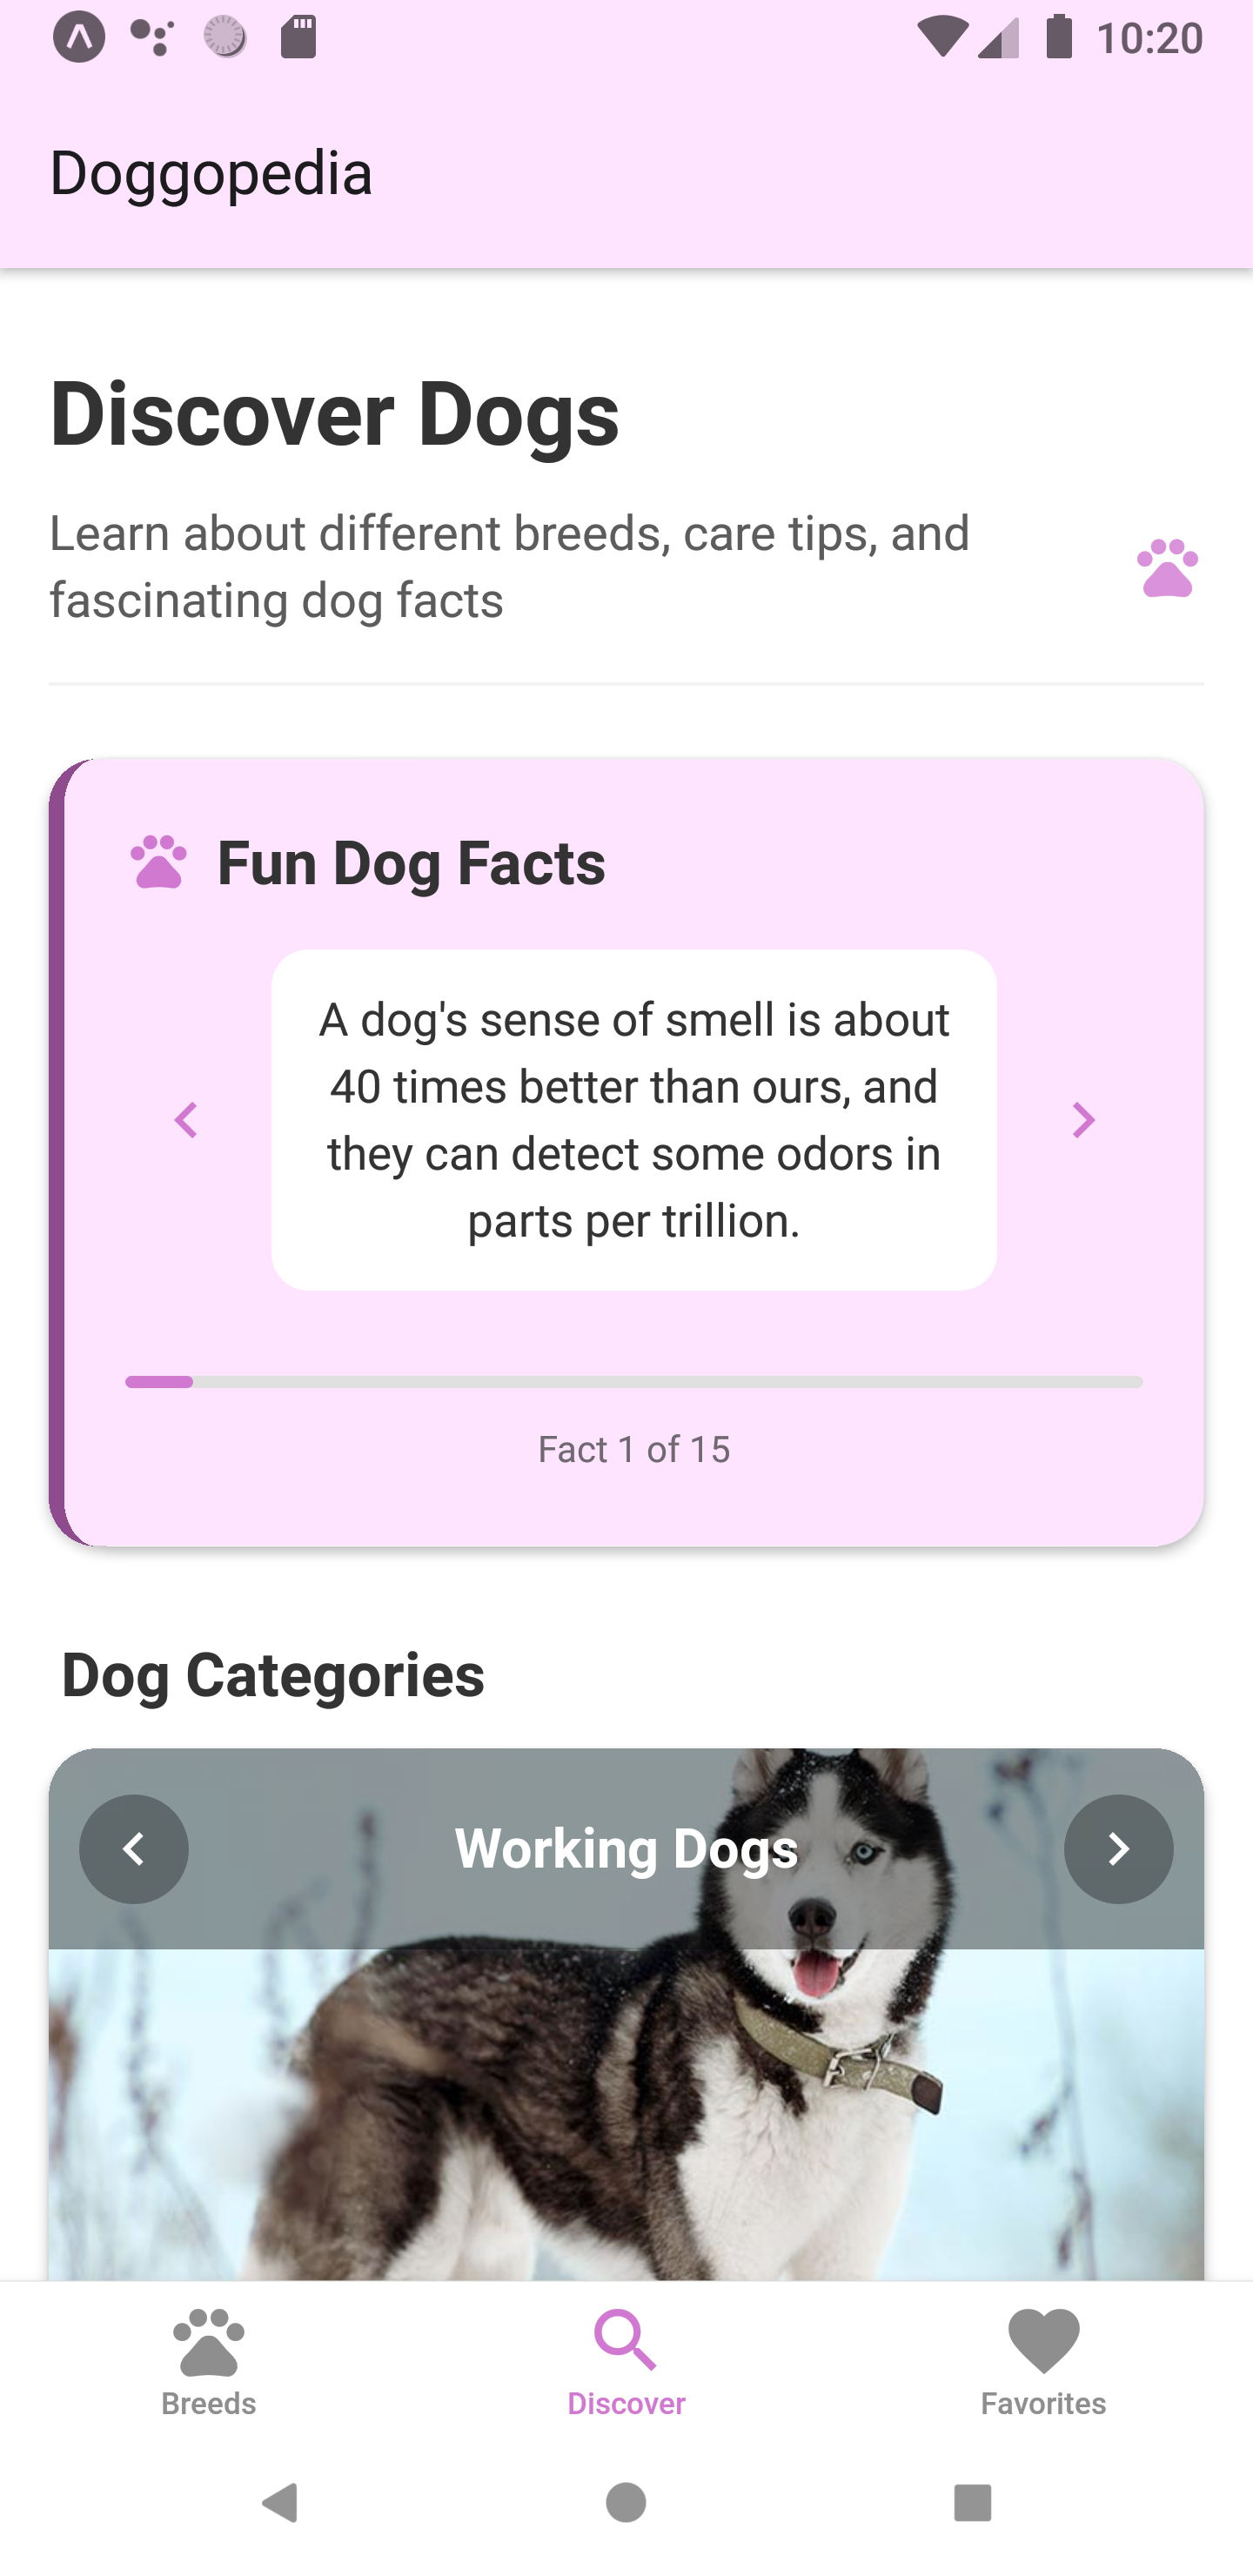 10:20
Doggopedia
Discover Dogs
Learn about different breeds, care tips, and
fascinating dog facts
Fun Dog Facts
A dog's sense of smell is about
40 times better than ours, and
they can detect some odors in
parts per trillion.
Fact 1 of 15
Dog Categories
Working Dogs
Breeds
Discover
Favorites